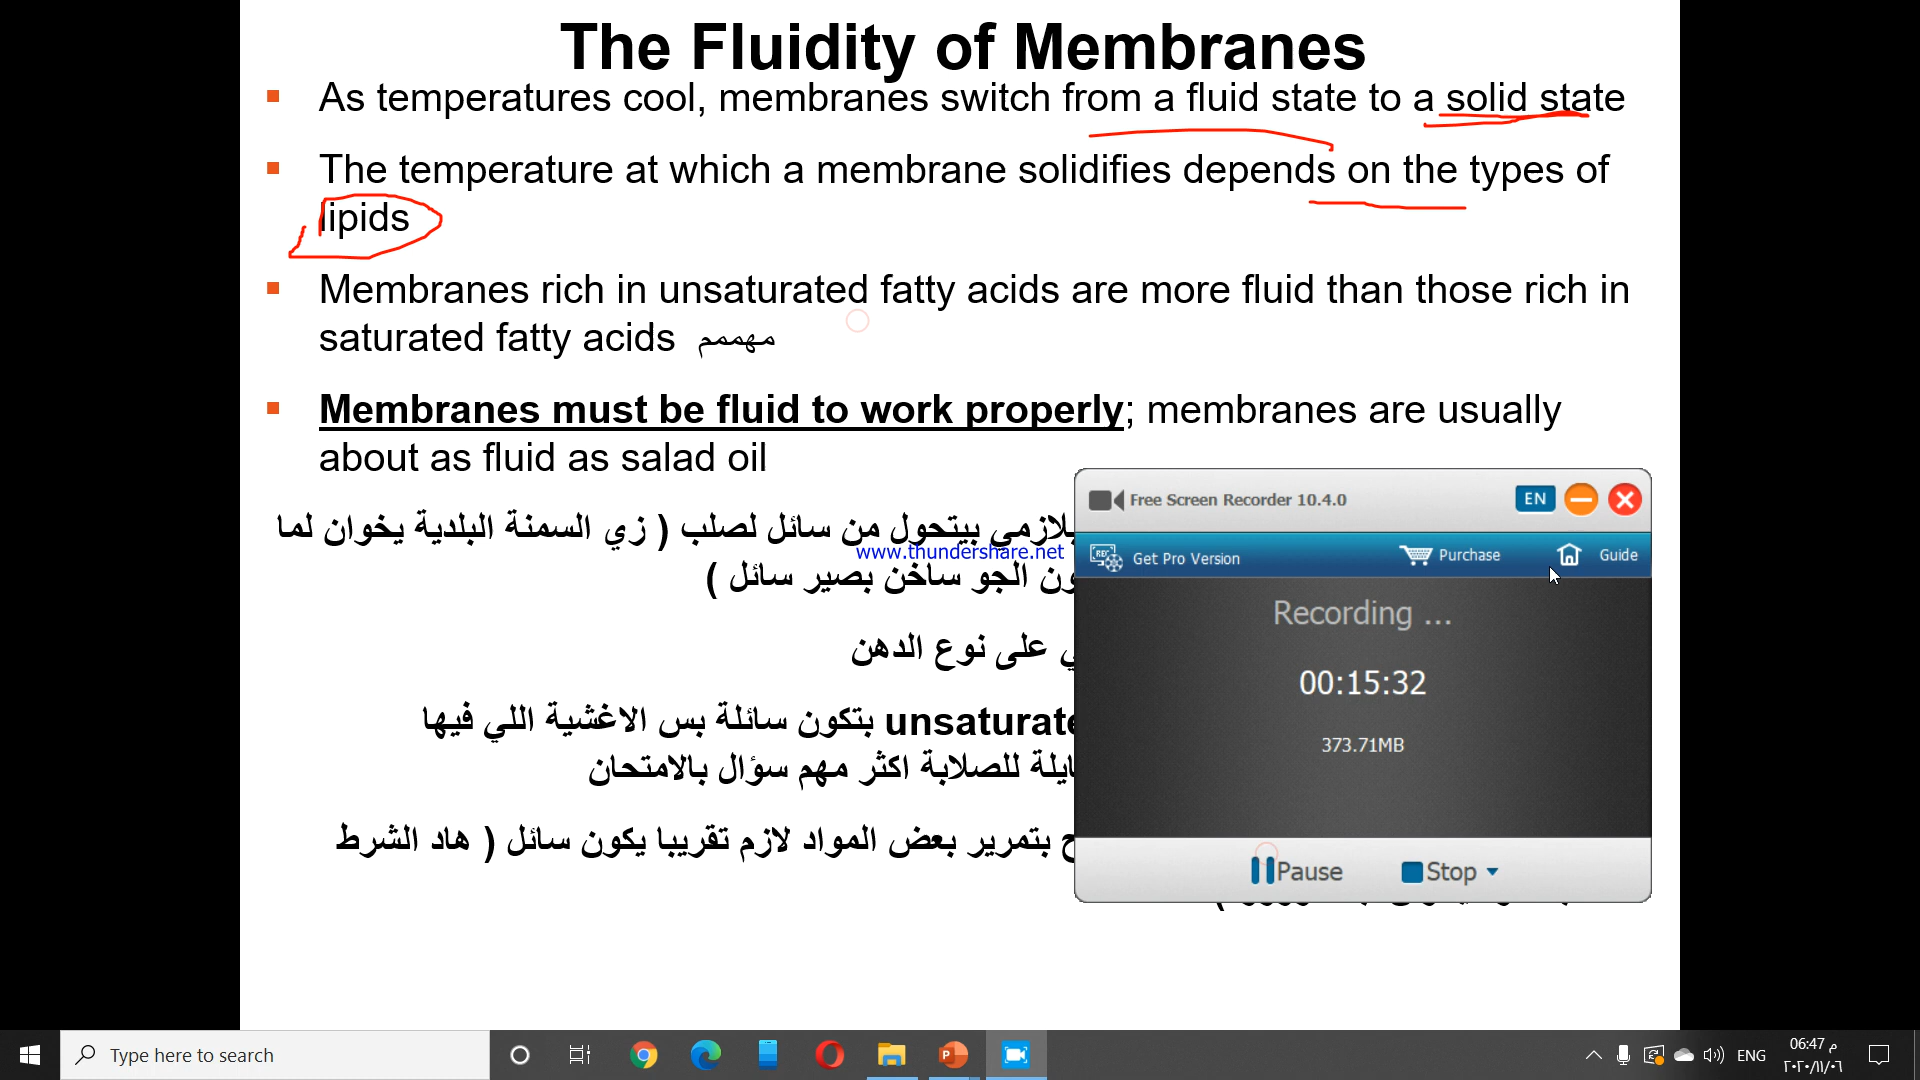 The Fluidity of Membranes
As temperatures cool, membranes switch from a fluid state to a solid state
The temperature at which a membrane solidifies depends on the types of
lipids
Membranes rich in unsaturated fatty acids are more fluid than those rich in
saturated fatty acids مهممم
Membranes must be fluid to work properly; membranes are usually
about as fluid as salad oil
بيتحول من سائل لصلب ( زي السمنة البلدية يخوان لما
www.thundershare.net
الجو ساخن بصير سائل )
على نوع الدهن
بتكون سائلة بس الاغشية اللي فيها
للصلابة اكثر مهم سؤال بالامتحان
بتمرير بعض المواد لازم تقريبا يكون سائل ( هاد الشرط
Free Screen Recorder 10.4.0
EN
Get Pro Version
Purchase
Guide
Recording ...
00:15:32
373.71MB
Pause
Stop
Type here to search
ENG
06:47 م
٢٠٢٠/١١/٠٦